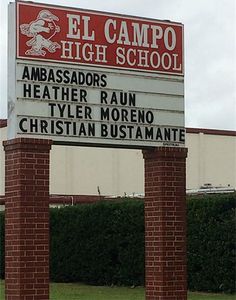 EL CAMPO
HIGH SCHOOL
AMBASSADORS
HEATHER RAUN
TYLER MORENO
CHRISTIAN BUSTAMANTE